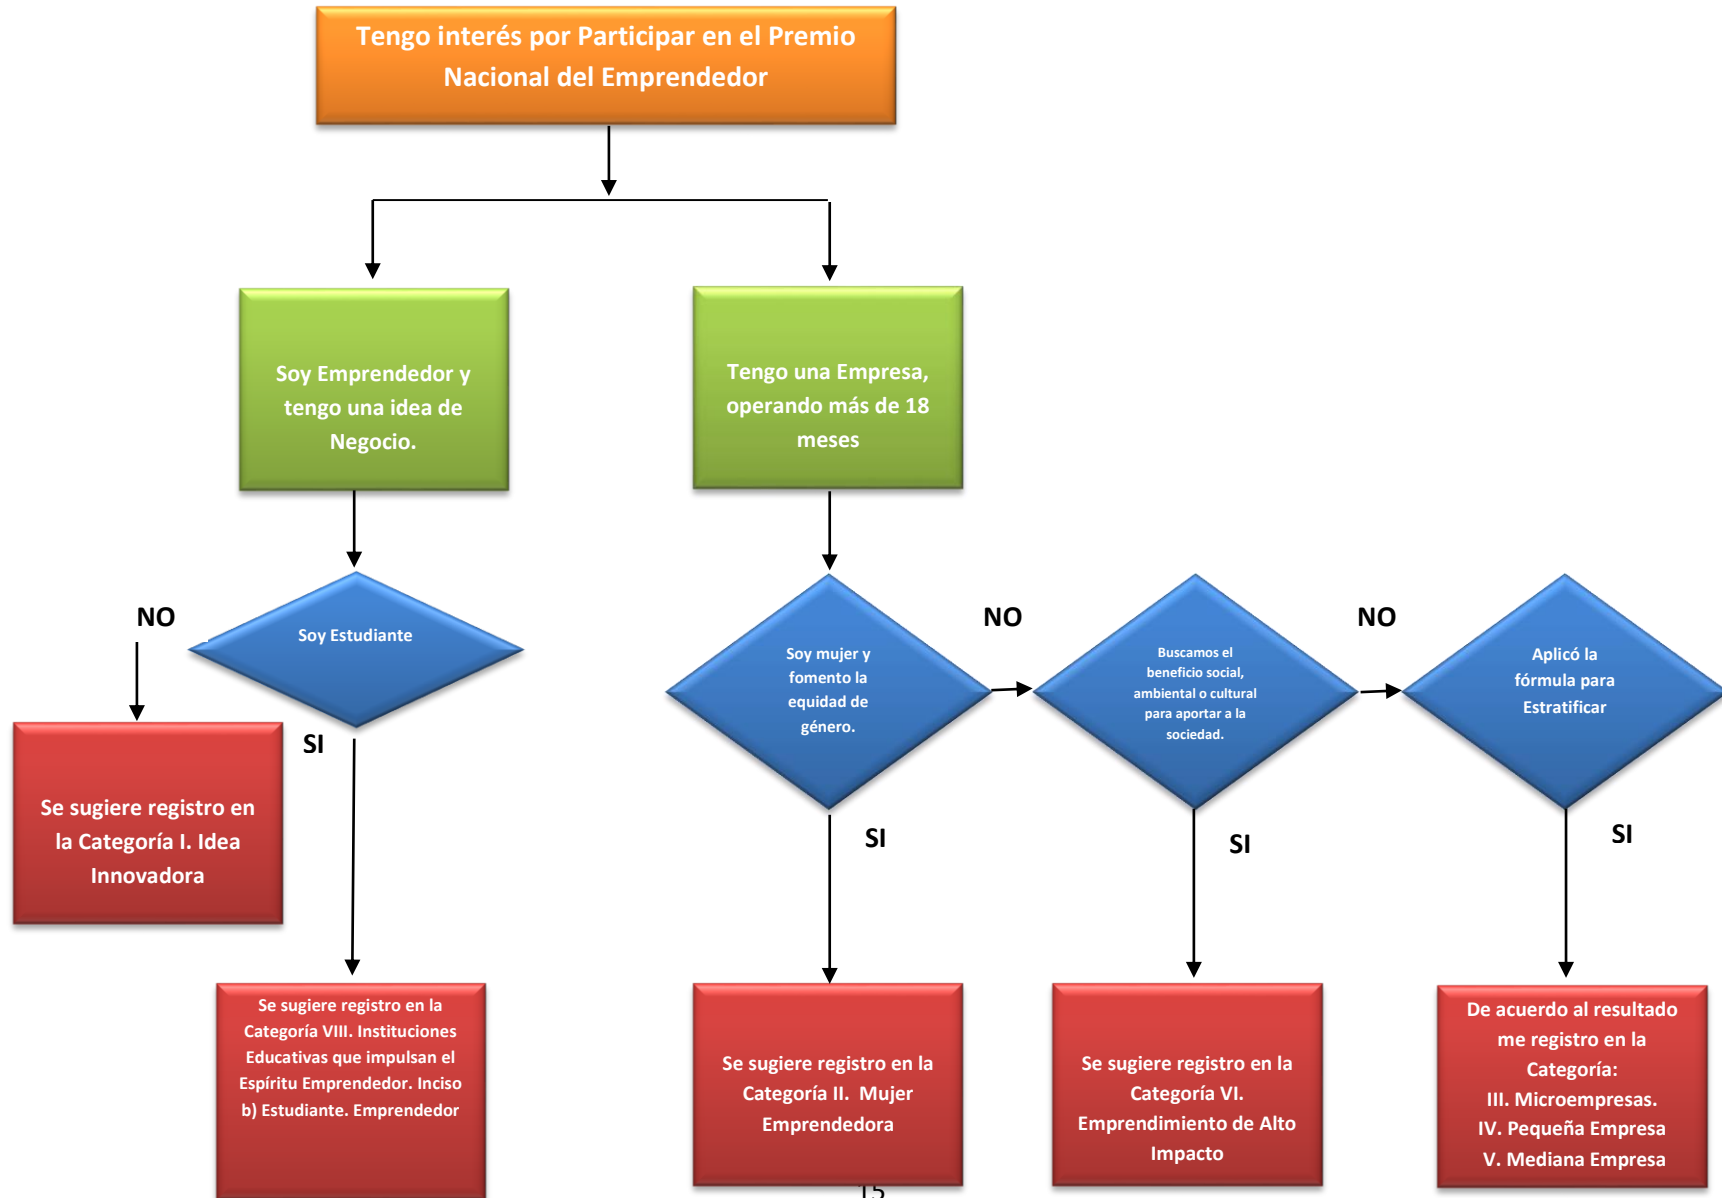 Tengo interés por Participar en el Premio
Nacional del Emprendedor
Soy Emprendedor y
tengo una idea de
Negocio.
Tengo una Empresa,
operando más de 18
meses
NO
Soy Estudiante
SI
Soy mujer y
fomento la
equidad de
género.
NO
SI
Buscamos el
beneficio social,
ambiental o cultural
para aportar a la
sociedad.
NO
SI
Aplicó la
fórmula para
Estratificar
SI
Se sugiere registro en
la Categoría I. Idea
Innovadora
Se sugiere registro en la
Categoría VIII. Instituciones
Educativas que impulsan el
Espíritu Emprendedor. Inciso
b) Estudiante. Emprendedor
Se sugiere registro en la
Categoría II.  Mujer
Emprendedora
Se sugiere registro en la
Categoría VI.
Emprendimiento de Alto
Impacto
De acuerdo al resultado
me registro en la
Categoría:
III. Microempresas.
IV. Pequeña Empresa
V. Mediana Empresa
15